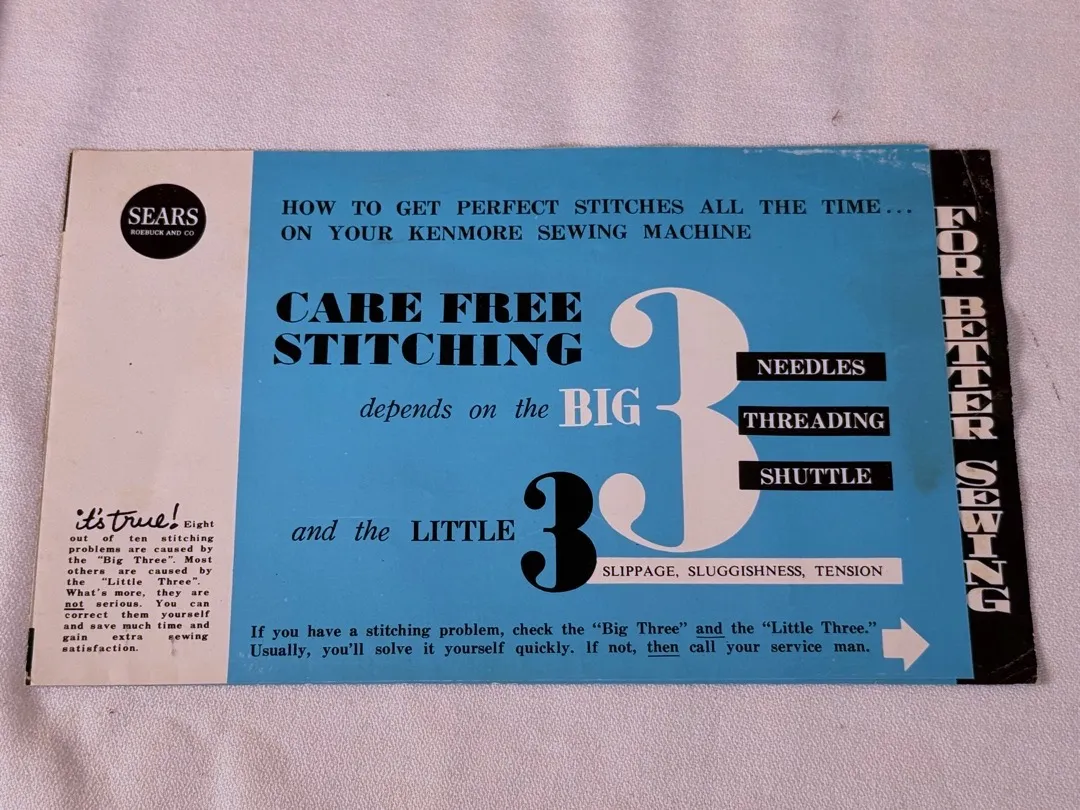 SEARS
ROEBUCK AND CO
HOW TO GET PERFECT STITCHES ALL THE TIME...
ON YOUR KENMORE SEWING MACHINE
CARE FREE
STITCHING
depends on the BIG 3
NEEDLES
THREADING
SHUTTLE
and the LITTLE 3
SLIPPAGE, SLUGGISHNESS, TENSION
it's true! Eight
out of ten stitching
problems are caused by
the "Big Three". Most
others are caused by
the "Little Three".
What's more, they are
not serious. You can
correct them yourself
and save much time and
gain extra sewing
satisfaction.
If you have a stitching problem, check the "Big Three" and the "Little Three."
Usually, you'll solve it yourself quickly. If not, then call your service man.
FOR BETTER SEWING